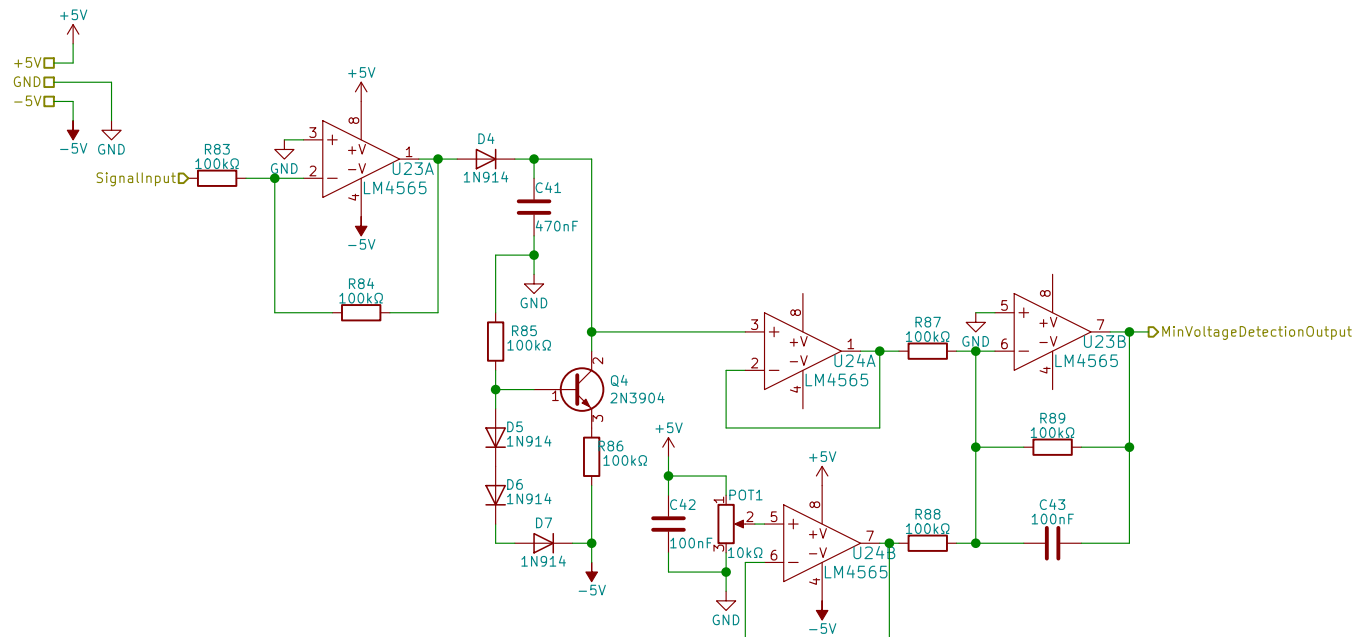 +5V
+5V
GND
-5V
-5V
GND
SignalInput
R83
100kΩ
GND
3
2
+5V
8
+V
-V
4
1
U23A
LM4565
-5V
R84
100kΩ
D4
1N914
C41
470nF
GND
R85
100kΩ
1
2
3
Q4
2N3904
D5
1N914
D6
1N914
D7
1N914
R86
100kΩ
-5V
3
2
8
+V
-V
4
1
U24A
LM4565
R87
100kΩ
GND
5
6
8
+V
-V
4
7
U23B
LM4565
MinVoltageDetectionOutput
R89
100kΩ
C43
100nF
+5V
C42
100nF
POT1
1
2
3
10kΩ
GND
+5V
5
6
8
+V
-V
4
7
U24B
LM4565
-5V
R88
100kΩ